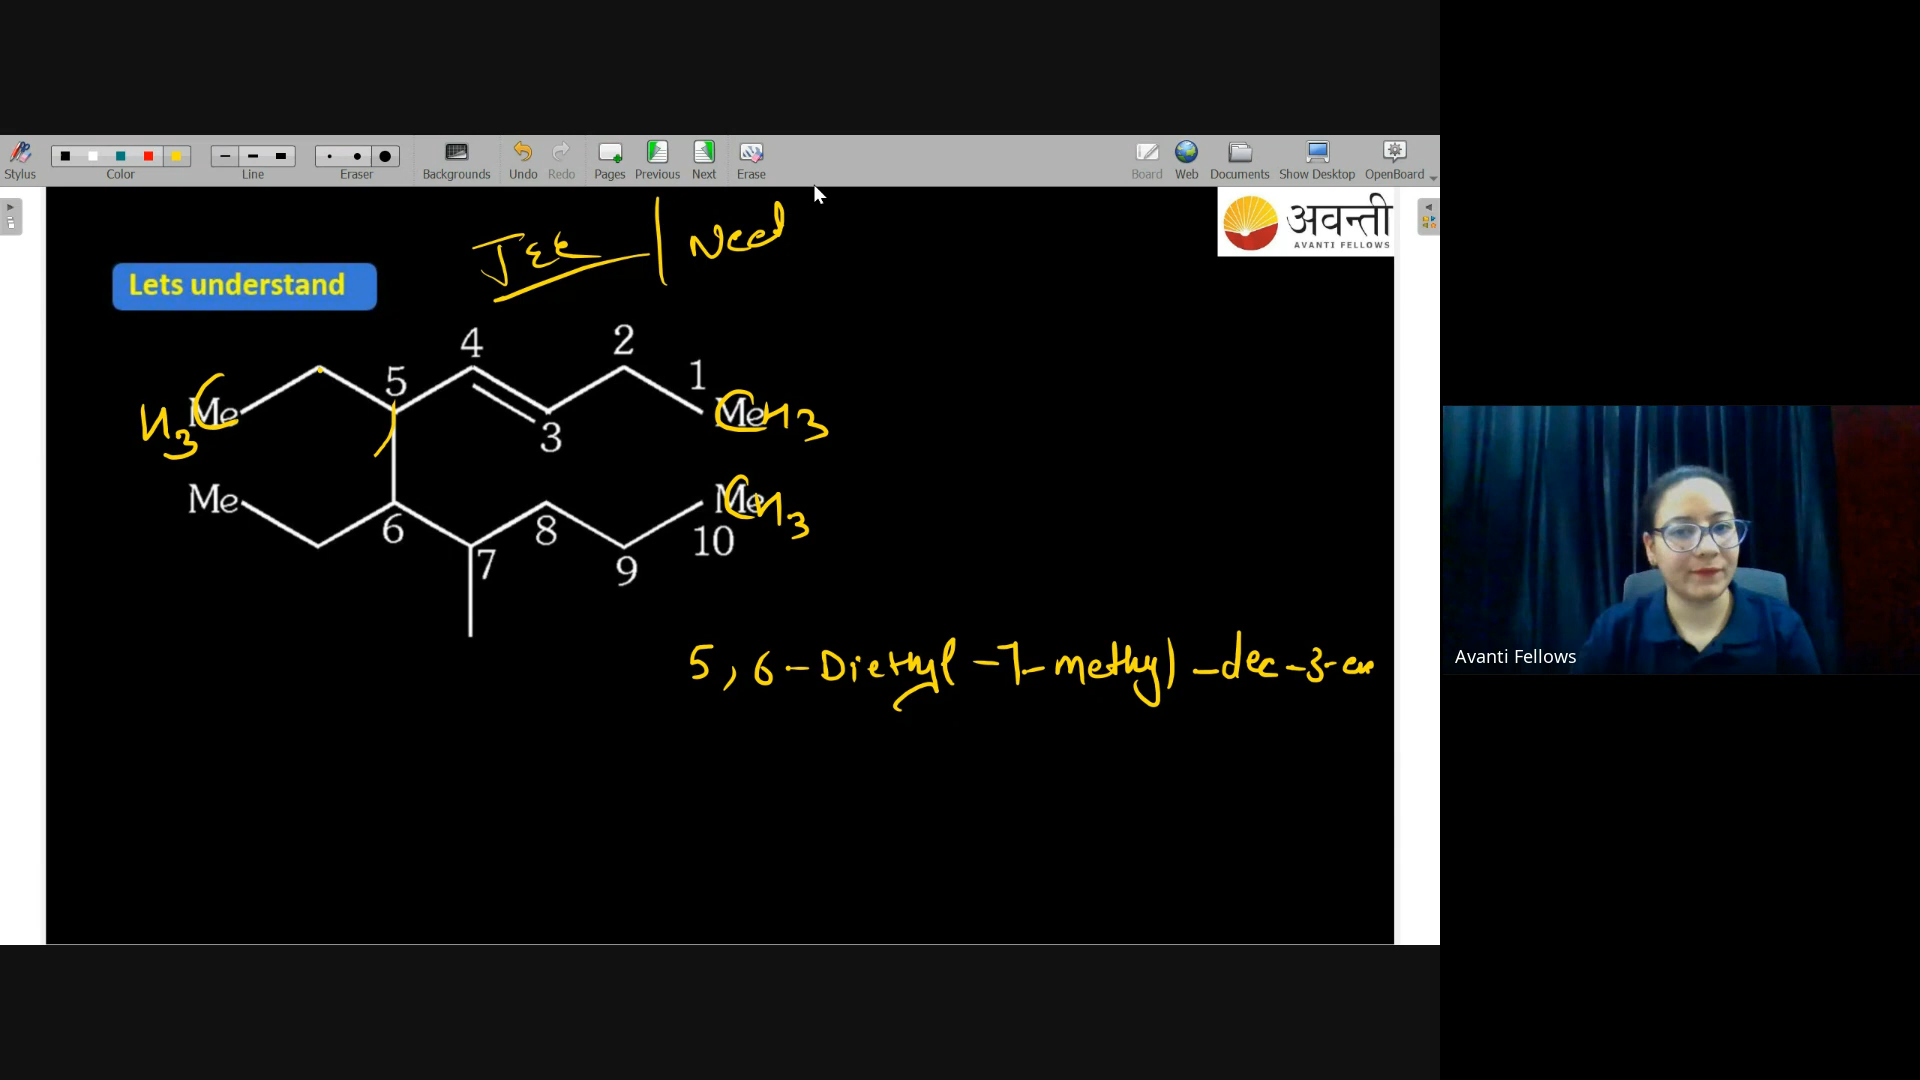 Stylus Color Line Eraser Backgrounds Undo Redo Pages Previous Next Erase Board Web Documents Show Desktop OpenBoard
Jee | Need
अवन्ती
AVANTI FELLOWS
Lets understand
4 2
5 1
H3C Me Me CH3
3
Me Me CH3
6 8 10
7 9
5, 6 - Diethyl - 7 - methyl - dec - 3 - en
Avanti Fellows